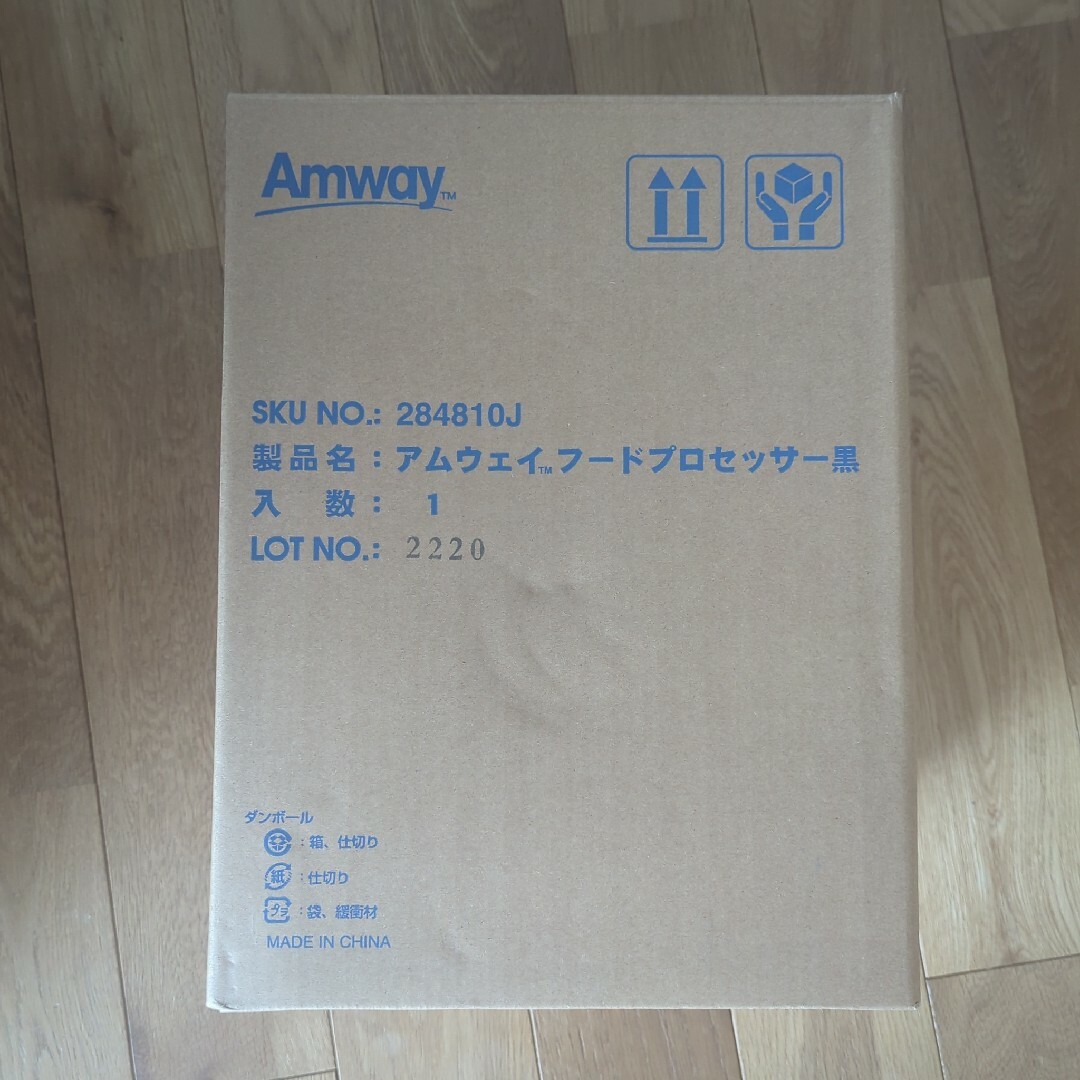 Amway™
SKU NO.: 284810J
製品名：アムウェイ™フードプロセッサー黒
入 数： 1
LOT NO.: 2220
ダンボール
：箱、仕切り
紙：仕切り
プラ：袋、緩衝材
MADE IN CHINA